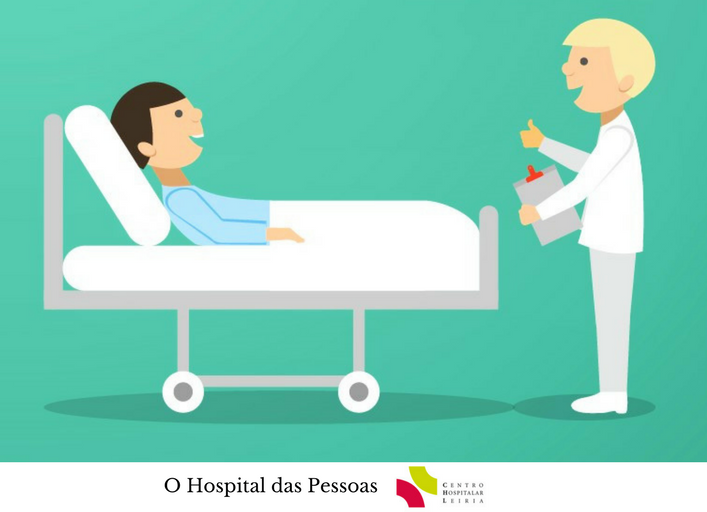 O Hospital das Pessoas
CENTRO
HOSPITALAR
LEIRIA